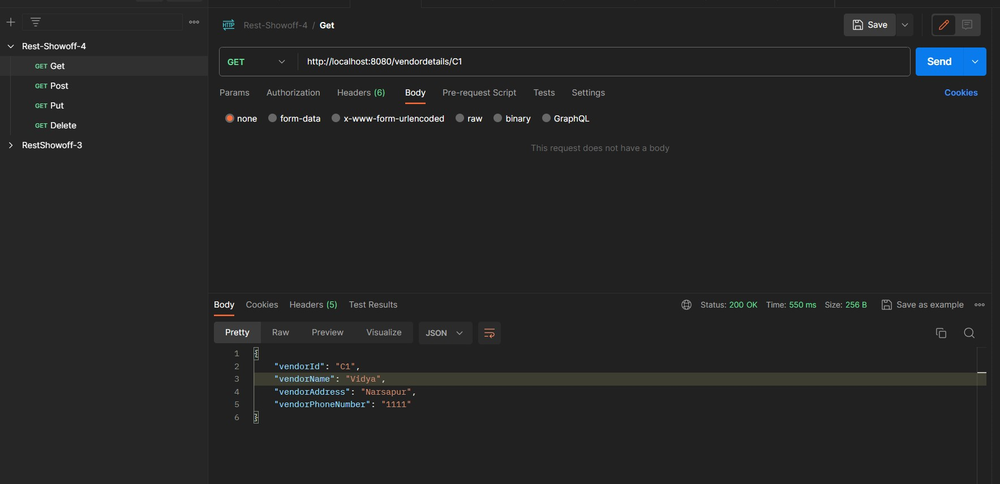 Rest-Showoff-4 / Get
Save
Rest-Showoff-4
GET Get
GET Post
GET Put
GET Delete
RestShowoff-3
GET http://localhost:8080/vendordetails/C1 Send
Params Authorization Headers (6) Body Pre-request Script Tests Settings Cookies
none form-data x-www-form-urlencoded raw binary GraphQL
This request does not have a body
Body Cookies Headers (5) Test Results Status: 200 OK Time: 550 ms Size: 256 B Save as example
Pretty Raw Preview Visualize JSON
1 {
2 "vendorId": "C1",
3 "vendorName": "Vidya",
4 "vendorAddress": "Narsapur",
5 "vendorPhoneNumber": "1111"
6 }